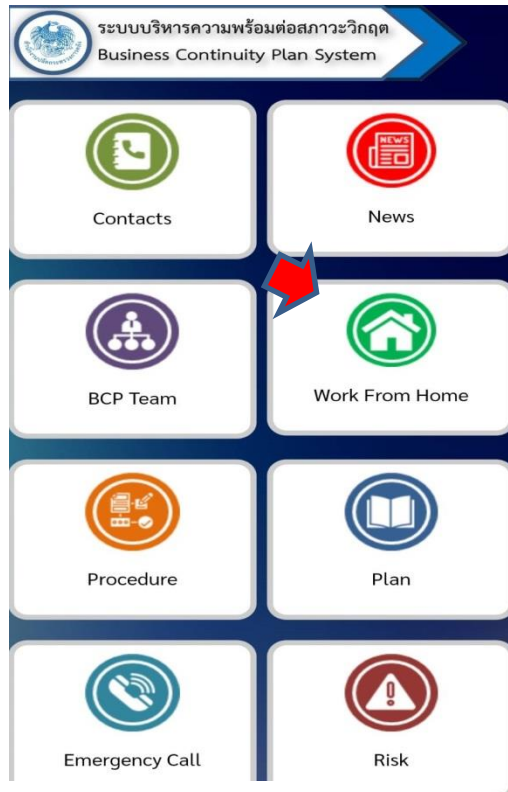 ระบบบริหารความพร้อมต่อสภาวะวิกฤต
Business Continuity Plan System
Contacts
NEWS
News
BCP Team
Work From Home
Procedure
Plan
Emergency Call
Risk